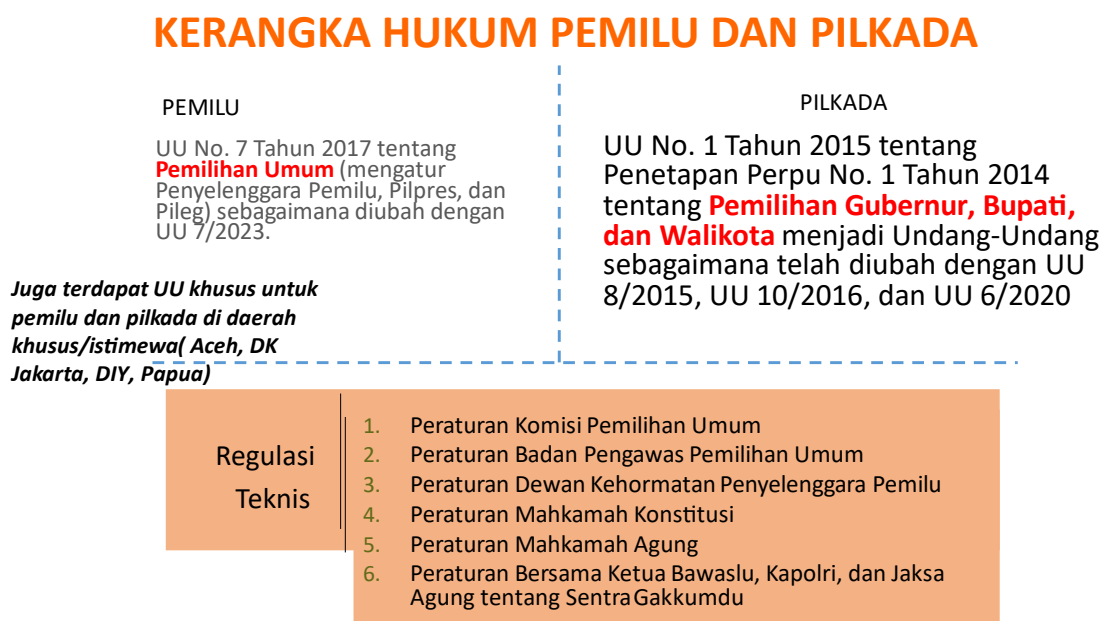 KERANGKA HUKUM PEMILU DAN PILKADA
PEMILU
UU No. 7 Tahun 2017 tentang
Pemilihan Umum (mengatur
Penyelenggara Pemilu, Pilpres, dan
Pileg) sebagaimana diubah dengan
UU 7/2023.
Juga terdapat UU khusus untuk
pemilu dan pilkada di daerah
khusus/istimewa( Aceh, DK
Jakarta, DIY, Papua)
PILKADA
UU No. 1 Tahun 2015 tentang
Penetapan Perpu No. 1 Tahun 2014
tentang Pemilihan Gubernur, Bupati,
dan Walikota menjadi Undang-Undang
sebagaimana telah diubah dengan UU
8/2015, UU 10/2016, dan UU 6/2020
Regulasi
Teknis
1. Peraturan Komisi Pemilihan Umum
2. Peraturan Badan Pengawas Pemilihan Umum
3. Peraturan Dewan Kehormatan Penyelenggara Pemilu
4. Peraturan Mahkamah Konstitusi
5. Peraturan Mahkamah Agung
6. Peraturan Bersama Ketua Bawaslu, Kapolri, dan Jaksa
Agung tentang Sentra Gakkumdu